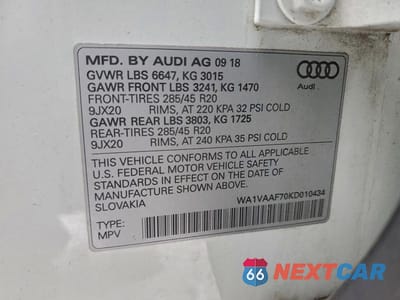 MFD. BY AUDI AG 09 18
GVWR LBS 6647, KG 3015
GAWR FRONT LBS 3241, KG 1470
FRONT-TIRES 285/45 R20
9JX20 RIMS, AT 220 KPA 32 PSI COLD
GAWR REAR LBS 3803, KG 1725
REAR-TIRES 285/45 R20
9JX20 RIMS, AT 240 KPA 35 PSI COLD
Audi
THIS VEHICLE CONFORMS TO ALL APPLICABLE
U.S. FEDERAL MOTOR VEHICLE SAFETY STAND-
ARDS IN EFFECT ON THE DATE OF
MANUFACTURE SHOWN ABOVE.
SLOVAKIA
WA1VAAF70KD010434
TYPE:
MPV
66 NEXTCAR